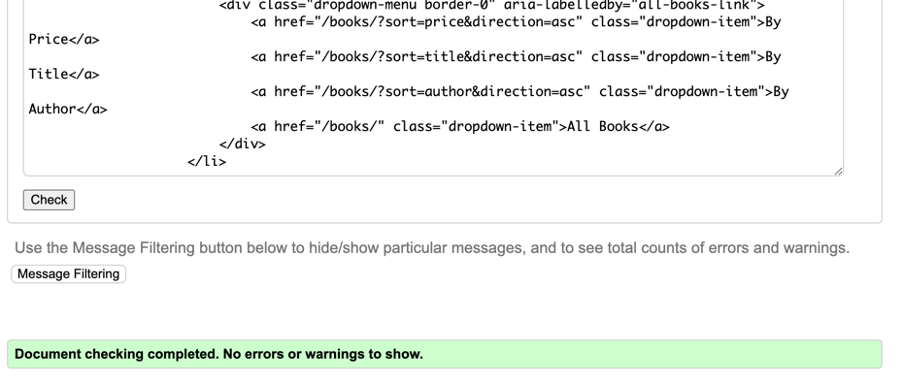 <div class="dropdown-menu border-0" aria-labelledby="all-books-link">
<a href="/books/?sort=price&direction=asc" class="dropdown-item">By
Price</a>
<a href="/books/?sort=title&direction=asc" class="dropdown-item">By
Title</a>
<a href="/books/?sort=author&direction=asc" class="dropdown-item">By
Author</a>
<a href="/books/" class="dropdown-item">All Books</a>
</div>
</li>
Check
Use the Message Filtering button below to hide/show particular messages, and to see total counts of errors and warnings.
Message Filtering
Document checking completed. No errors or warnings to show.